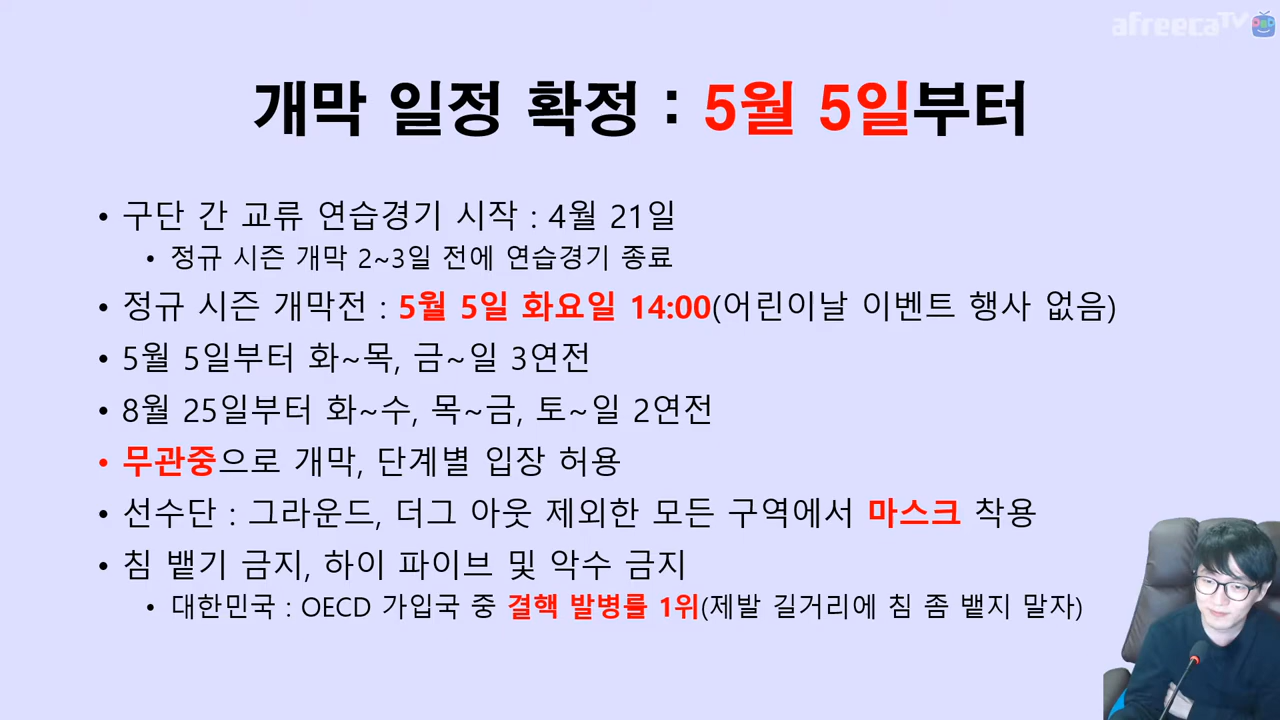 afreecaTV
개막 일정 확정 : 5월 5일부터
• 구단 간 교류 연습경기 시작 : 4월 21일
• 정규 시즌 개막 2~3일 전에 연습경기 종료
• 정규 시즌 개막전 : 5월 5일 화요일 14:00(어린이날 이벤트 행사 없음)
• 5월 5일부터 화~목, 금~일 3연전
• 8월 25일부터 화~수, 목~금, 토~일 2연전
• 무관중으로 개막, 단계별 입장 허용
• 선수단 : 그라운드, 더그 아웃 제외한 모든 구역에서 마스크 착용
• 침 뱉기 금지, 하이 파이브 및 악수 금지
• 대한민국 : OECD 가입국 중 결핵 발병률 1위(제발 길거리에 침 좀 뱉지 말자)